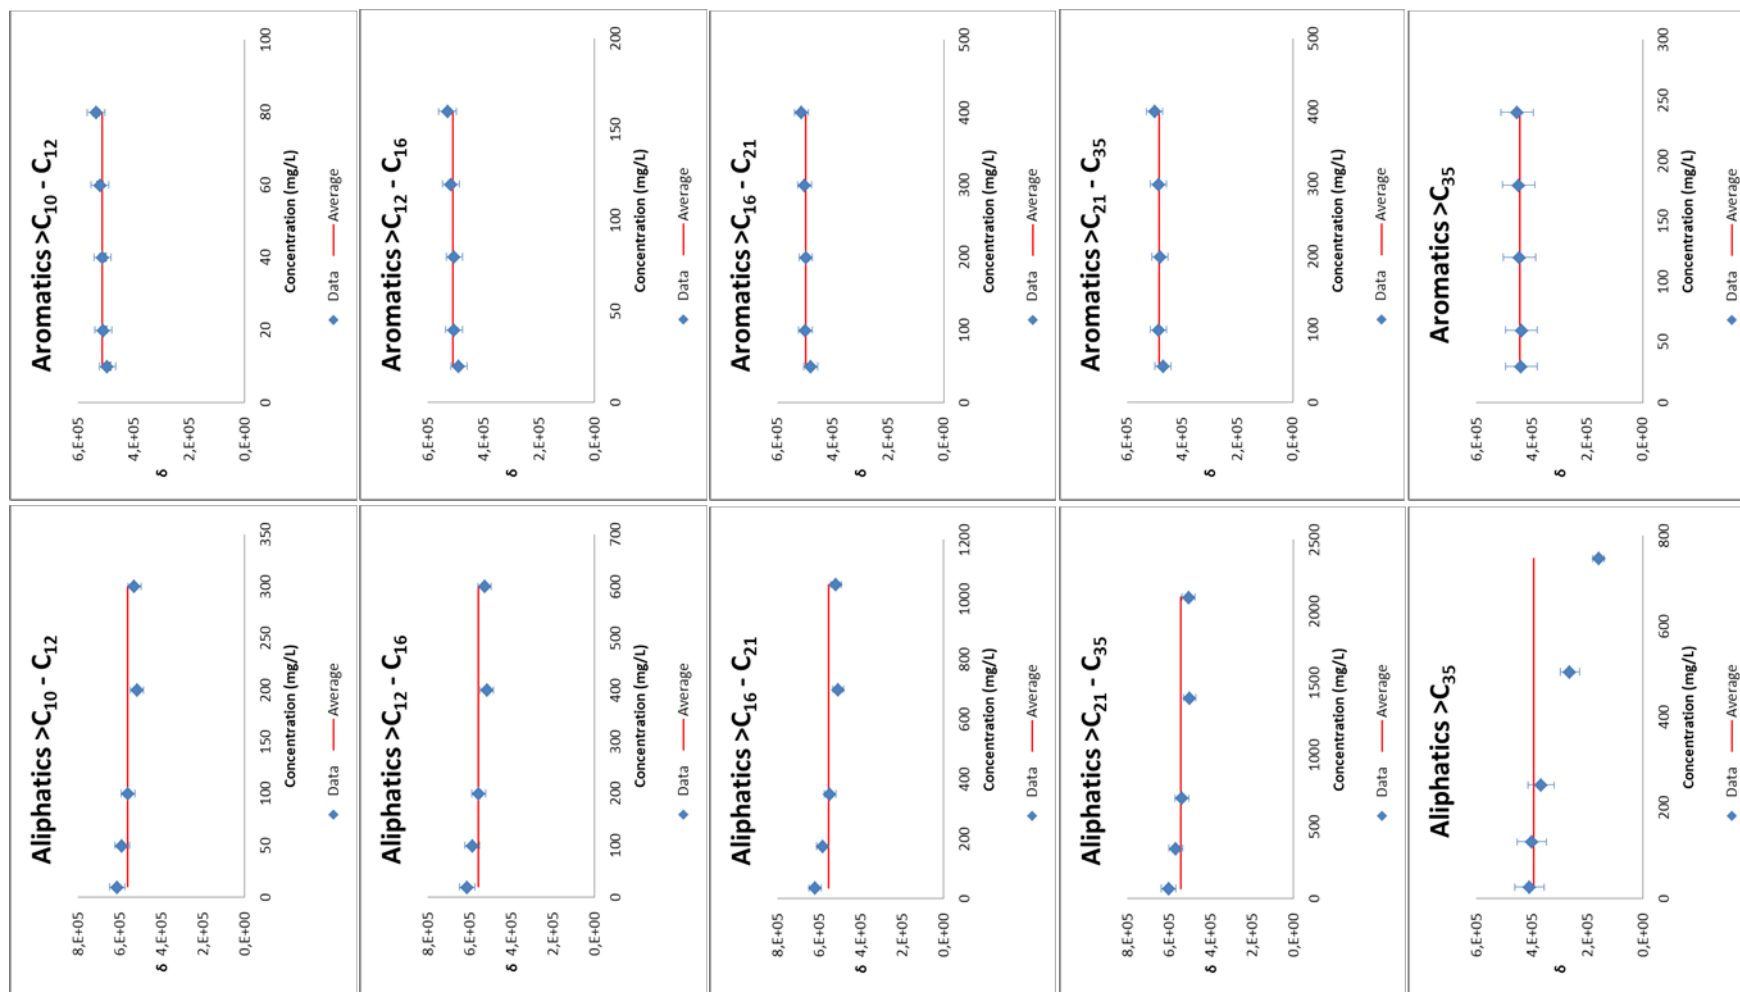 Aliphatics >C₁₀ - C₁₂
δ
8,E+05
6,E+05
4,E+05
2,E+05
0,E+00
0 50 100 150 200 250 300 350
Concentration (mg/L)
Data Average
Aromatics >C₁₀ - C₁₂
δ
6,E+05
4,E+05
2,E+05
0,E+00
0 20 40 60 80 100
Concentration (mg/L)
Data Average
Aliphatics >C₁₂ - C₁₆
δ
8,E+05
6,E+05
4,E+05
2,E+05
0,E+00
0 100 200 300 400 500 600 700
Concentration (mg/L)
Data Average
Aromatics >C₁₂ - C₁₆
δ
6,E+05
4,E+05
2,E+05
0,E+00
0 50 100 150 200
Concentration (mg/L)
Data Average
Aliphatics >C₁₆ - C₂₁
δ
8,E+05
6,E+05
4,E+05
2,E+05
0,E+00
0 200 400 600 800 1000 1200
Concentration (mg/L)
Data Average
Aromatics >C₁₆ - C₂₁
δ
6,E+05
4,E+05
2,E+05
0,E+00
0 100 200 300 400 500
Concentration (mg/L)
Data Average
Aliphatics >C₂₁ - C₃₅
δ
8,E+05
6,E+05
4,E+05
2,E+05
0,E+00
0 500 1000 1500 2000 2500
Concentration (mg/L)
Data Average
Aromatics >C₂₁ - C₃₅
δ
6,E+05
4,E+05
2,E+05
0,E+00
0 100 200 300 400 500
Concentration (mg/L)
Data Average
Aliphatics >C₃₅
δ
6,E+05
4,E+05
2,E+05
0,E+00
0 200 400 600 800
Concentration (mg/L)
Data Average
Aromatics >C₃₅
δ
6,E+05
4,E+05
2,E+05
0,E+00
0 50 100 150 200 250 300
Concentration (mg/L)
Data Average